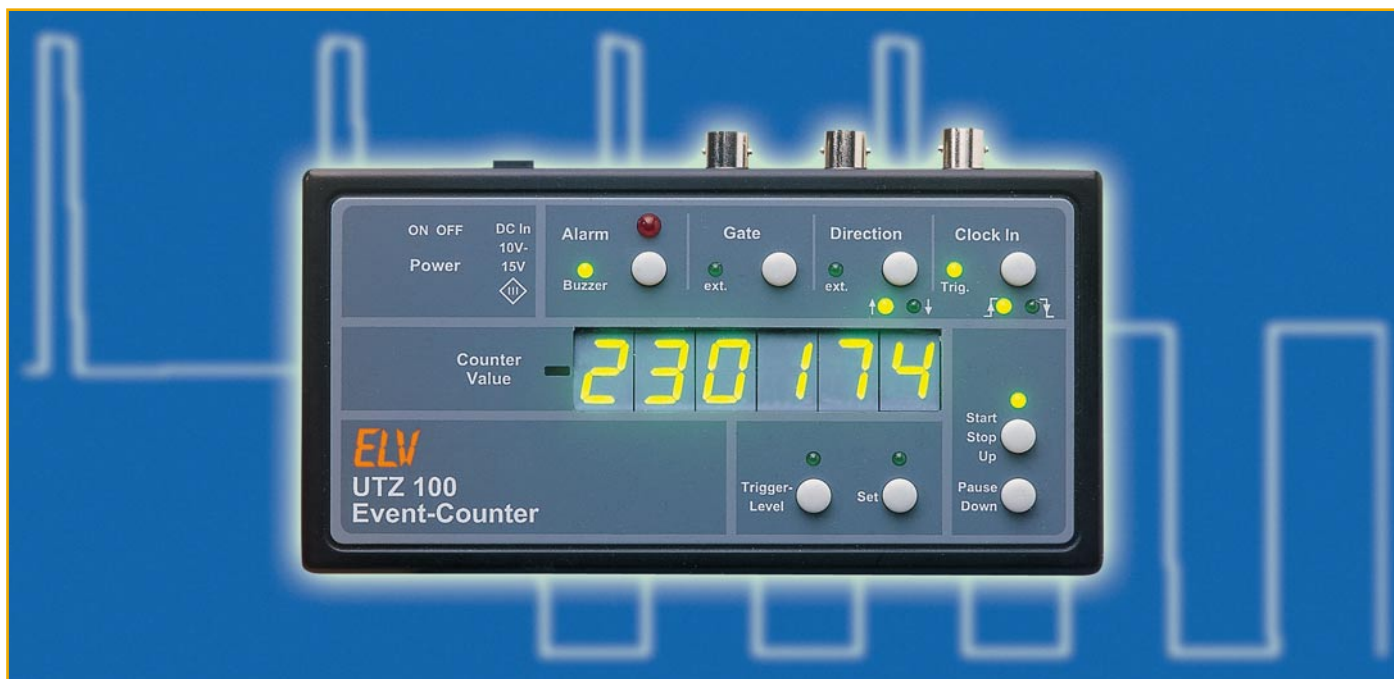 ON OFF
Power
DC In
10V-
15V
III
Alarm
Buzzer
Gate
ext.
Direction
ext.
↑ ↓
Clock In
Trig.
Counter
Value
230174
Start
Stop
Up
Pause
Down
Trigger-
Level
Set
ELV
UTZ 100
Event-Counter